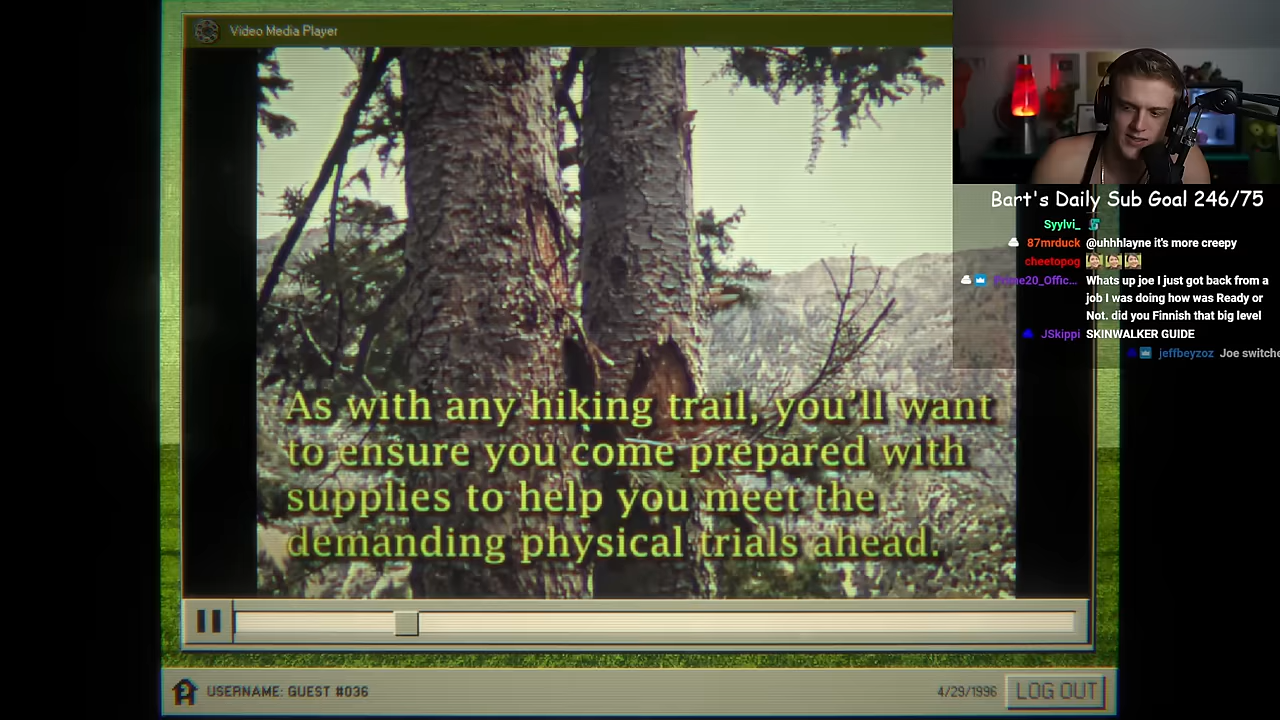 Video Media Player
As with any hiking trail, you'll want
to ensure you come prepared with
supplies to help you meet the
demanding physical trials ahead.
USERNAME: GUEST #036
4/29/1996
LOG OUT
Bart's Daily Sub Goal 246/75
Syylvi_
87mrduck @uhhhlayne it's more creepy
cheetopog
Whats up joe I just got back from a
job I was doing how was Ready or
Not. did you Finnish that big level
JSkippi SKINWALKER GUIDE
jeffbeyzoz Joe switche